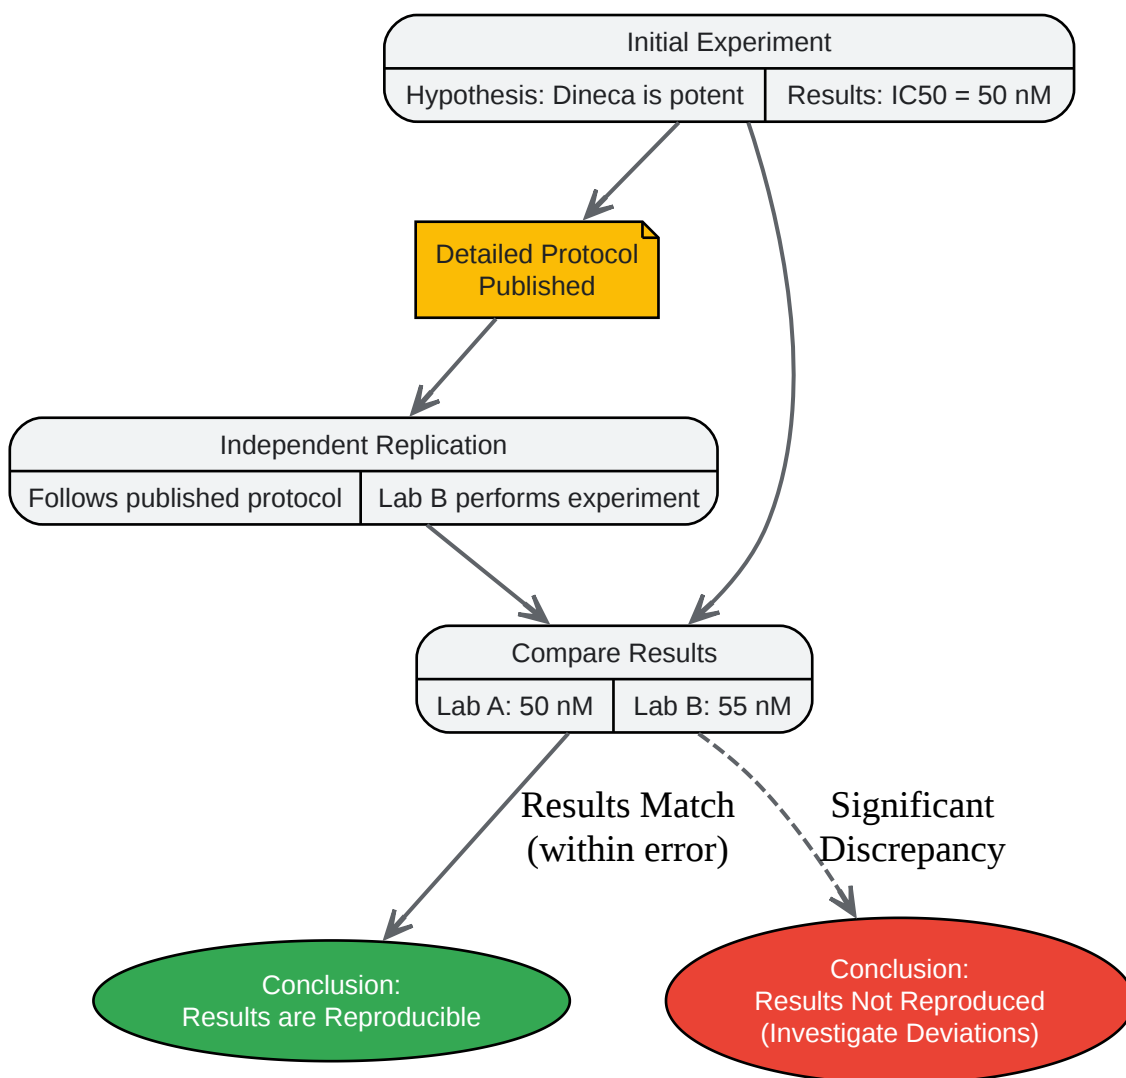 Initial Experiment
Hypothesis: Dineca is potent
Results: IC50 = 50 nM
Detailed Protocol
Published
Independent Replication
Follows published protocol
Lab B performs experiment
Compare Results
Lab A: 50 nM
Lab B: 55 nM
Results Match
(within error)
Significant
Discrepancy
Conclusion:
Results are Reproducible
Conclusion:
Results Not Reproduced
(Investigate Deviations)